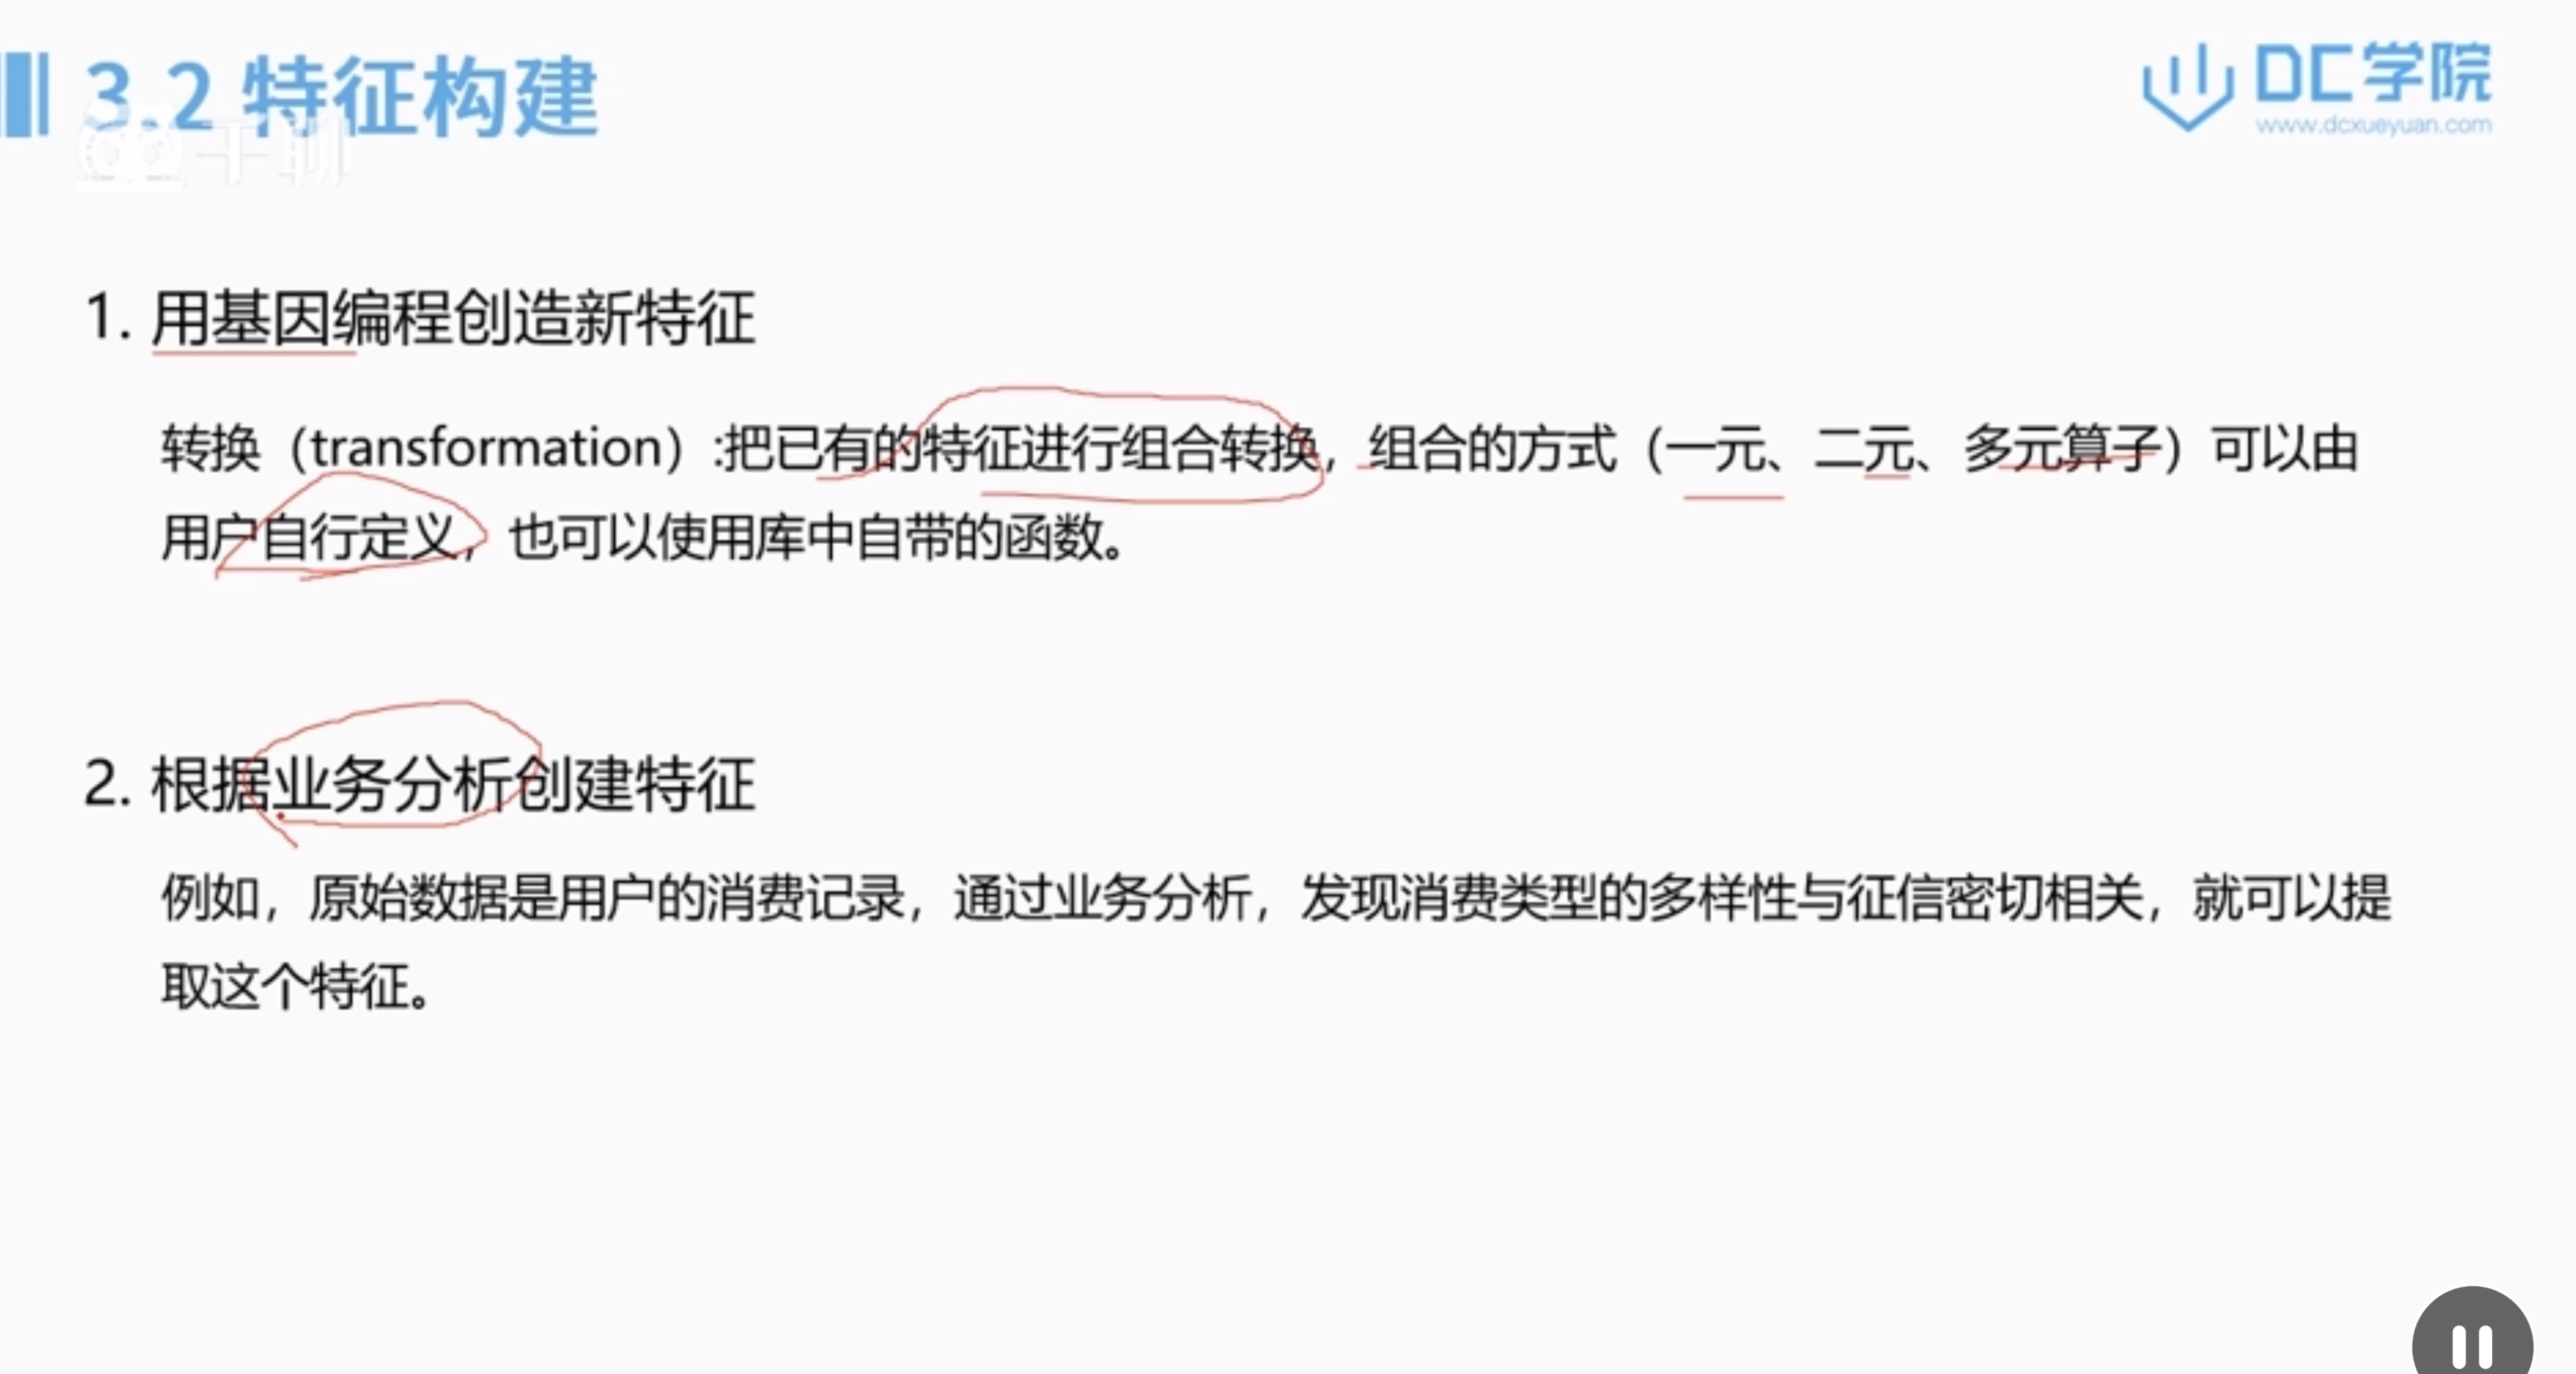 3.2 特征构建
千聊
DC学院
www.dcxueyuan.com
1. 用基因编程创造新特征
转换（transformation）:把已有的特征进行组合转换，组合的方式（一元、二元、多元算子）可以由
用户自行定义，也可以使用库中自带的函数。
2. 根据业务分析创建特征
例如，原始数据是用户的消费记录，通过业务分析，发现消费类型的多样性与征信密切相关，就可以提
取这个特征。